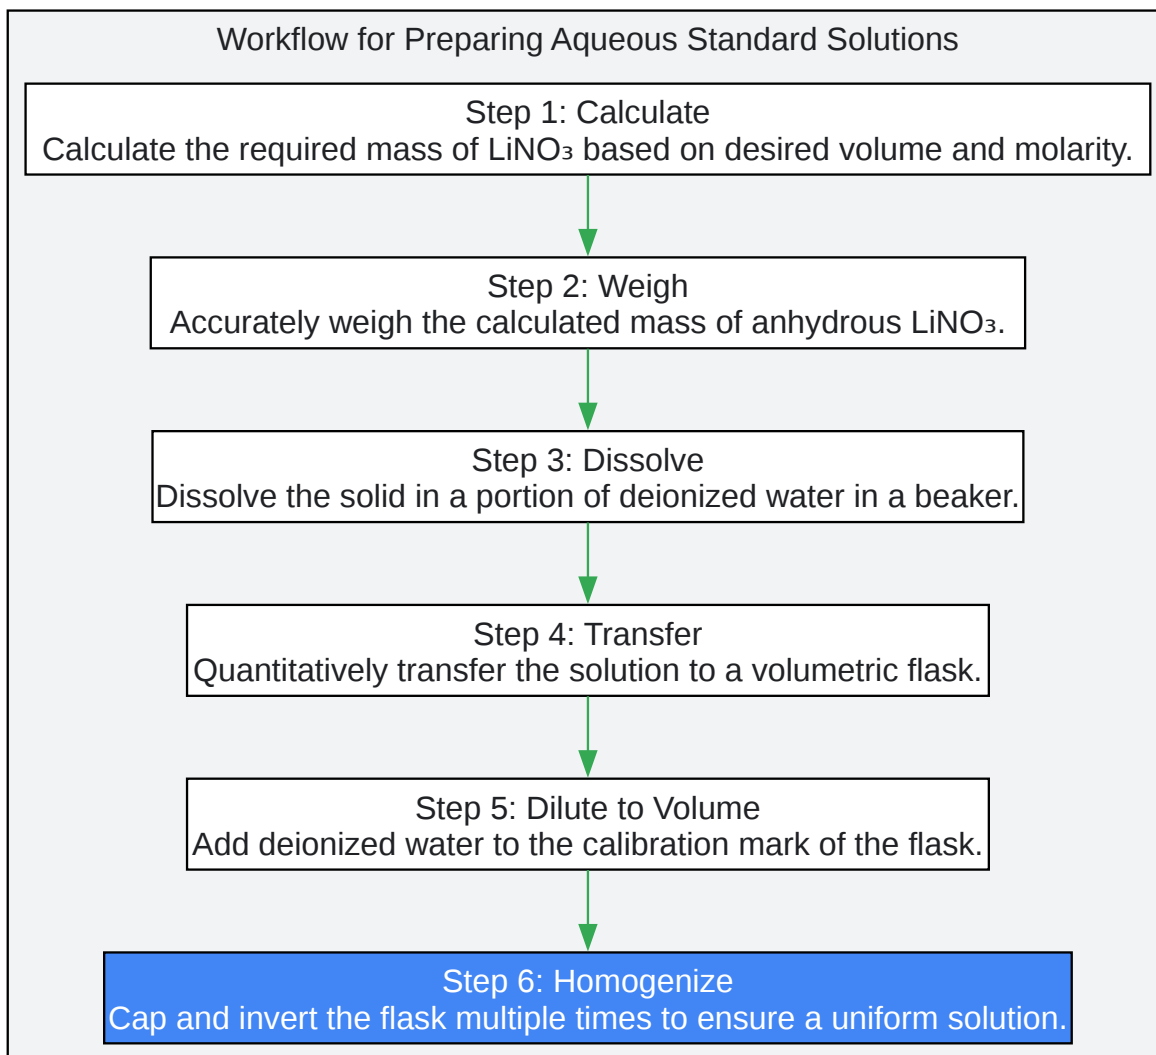 Workflow for Preparing Aqueous Standard Solutions
Step 1: Calculate
Calculate the required mass of LiNO₃ based on desired volume and molarity.
Step 2: Weigh
Accurately weigh the calculated mass of anhydrous LiNO₃.
Step 3: Dissolve
Dissolve the solid in a portion of deionized water in a beaker.
Step 4: Transfer
Quantitatively transfer the solution to a volumetric flask.
Step 5: Dilute to Volume
Add deionized water to the calibration mark of the flask.
Step 6: Homogenize
Cap and invert the flask multiple times to ensure a uniform solution.